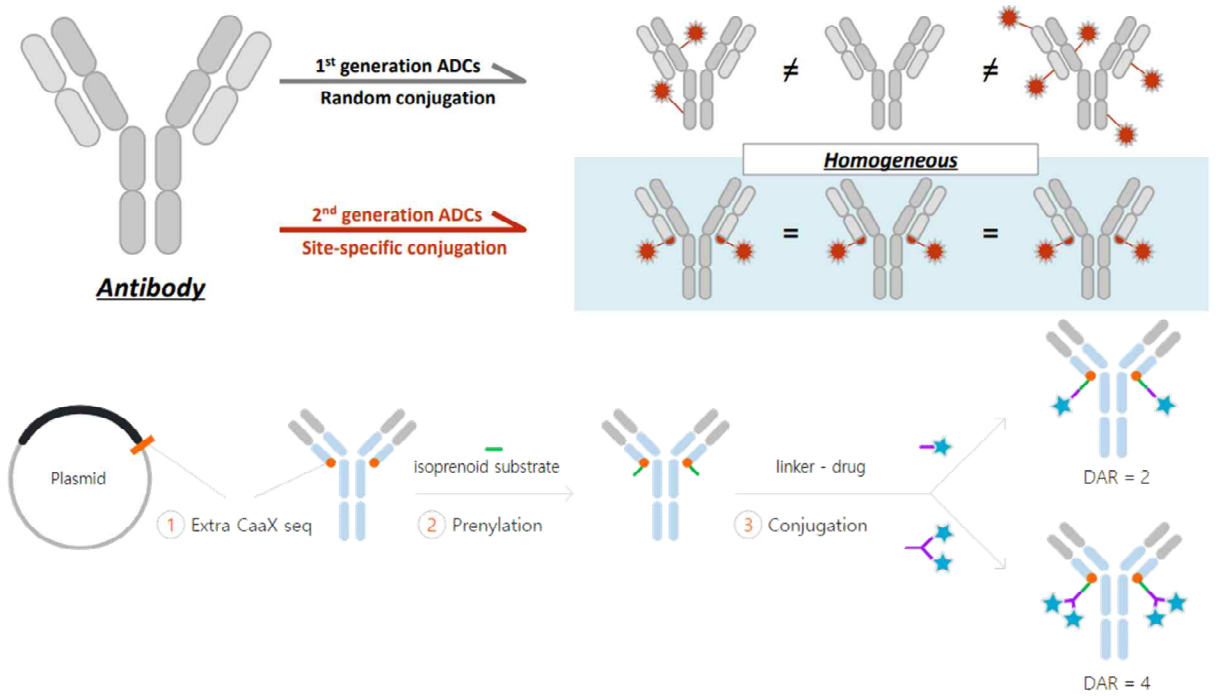 1st generation ADCs
Random conjugation
≠ ≠
Homogeneous
2nd generation ADCs
Site-specific conjugation
= =
Antibody
Plasmid
1 Extra CaaX seq
isoprenoid substrate
2 Prenylation
linker - drug
3 Conjugation
DAR = 2
DAR = 4